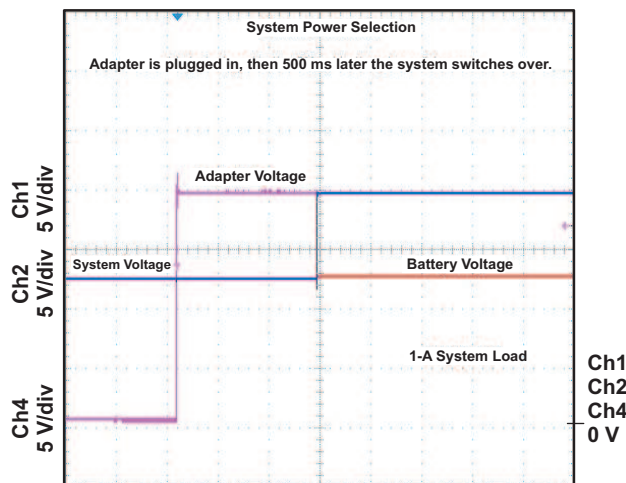 System Power Selection
Adapter is plugged in, then 500 ms later the system switches over.
Ch1
5 V/div
Adapter Voltage
Ch2
5 V/div
System Voltage
Battery Voltage
1-A System Load
Ch4
5 V/div
Ch1
Ch2
Ch4
0 V